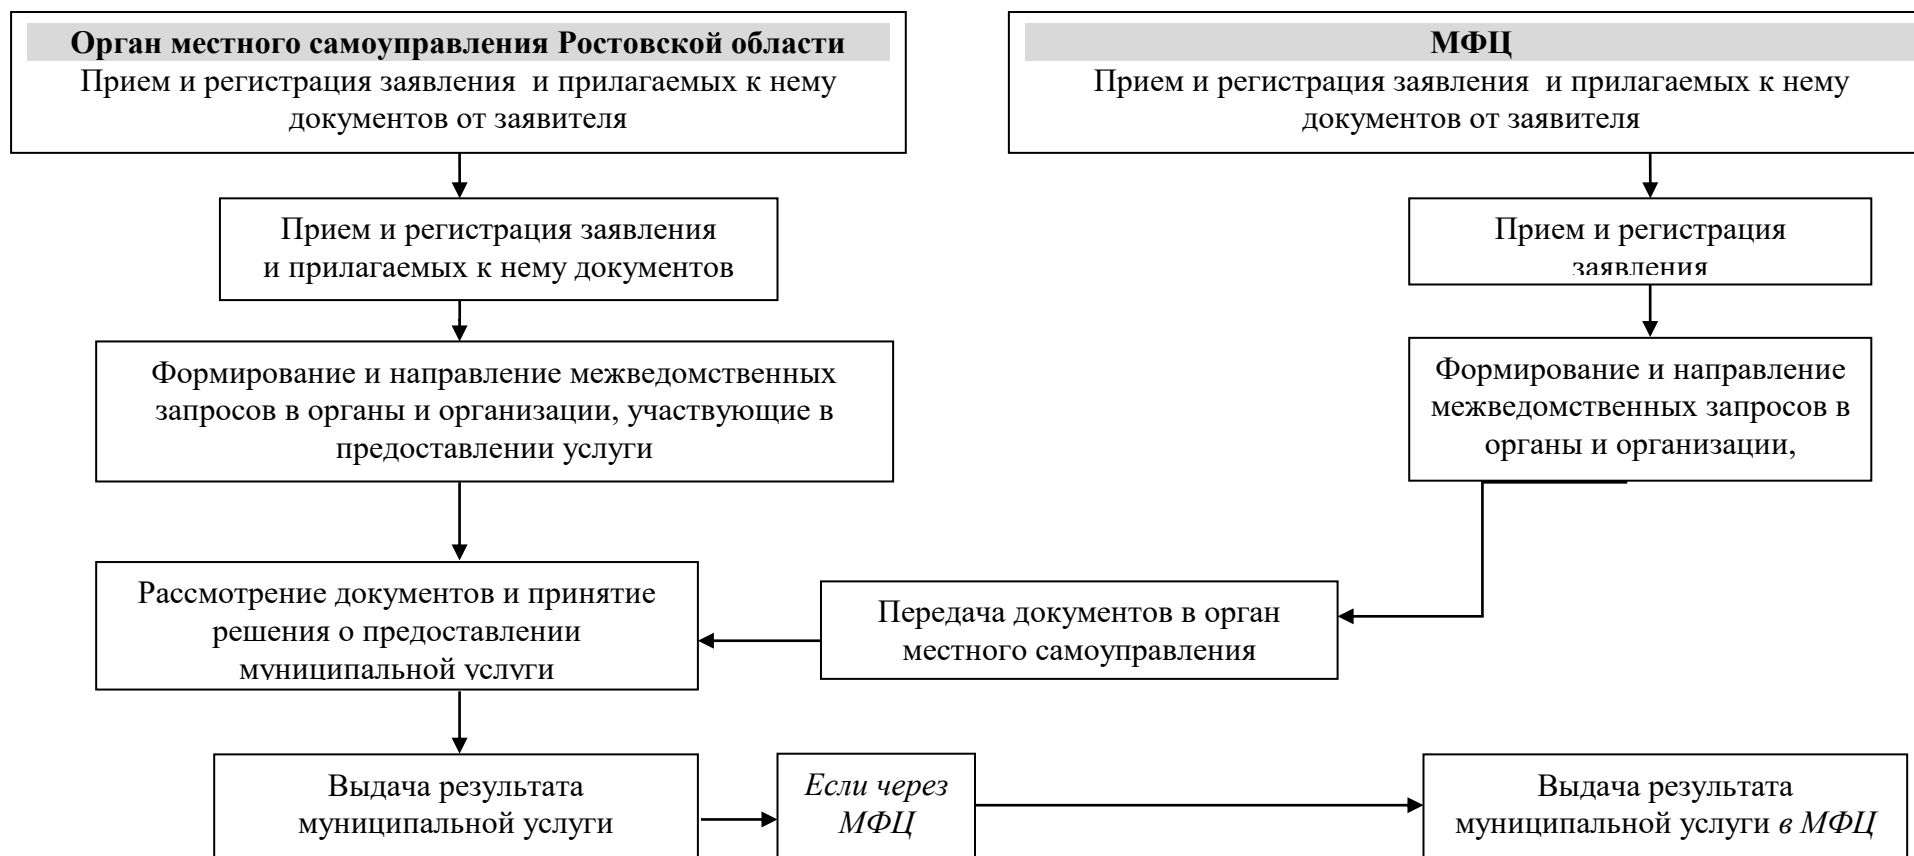 Орган местного самоуправления Ростовской области
Прием и регистрация заявления и прилагаемых к нему
документов от заявителя
МФЦ
Прием и регистрация заявления и прилагаемых к нему
документов от заявителя
Прием и регистрация заявления
и прилагаемых к нему документов
Прием и регистрация
заявления
Формирование и направление межведомственных
запросов в органы и организации, участвующие в
предоставлении услуги
Формирование и направление
межведомственных запросов в
органы и организации,
Рассмотрение документов и принятие
решения о предоставлении
муниципальной услуги
Передача документов в орган
местного самоуправления
Выдача результата
муниципальной услуги
Если через
МФЦ
Выдача результата
муниципальной услуги в МФЦ